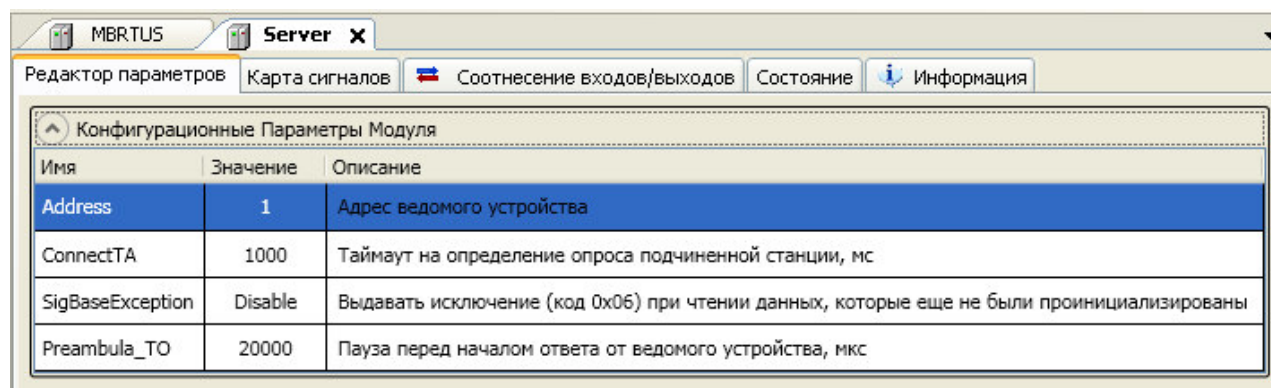 MBRTUS Server X
Редактор параметров Карта сигналов Соотнесение входов/выходов Состояние Информация
Конфигурационные Параметры Модуля
Имя Значение Описание
Address 1 Адрес ведомого устройства
ConnectTA 1000 Таймаут на определение опроса подчиненной станции, мс
SigBaseException Disable Выдавать исключение (код 0x06) при чтении данных, которые еще не были проинициализированы
Preambula_TO 20000 Пауза перед началом ответа от ведомого устройства, мкс